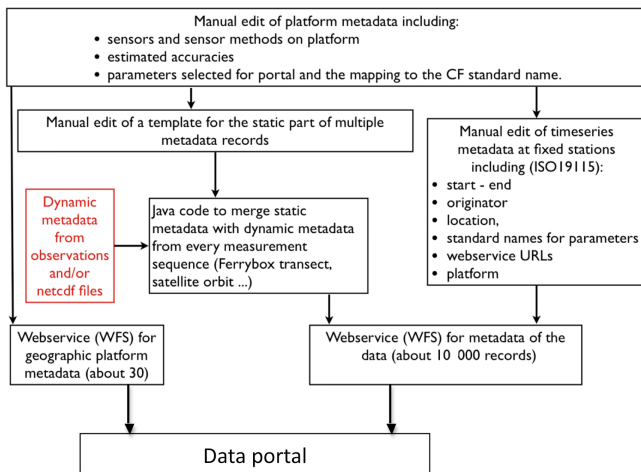 Manual edit of platform metadata including:
• sensors and sensor methods on platform
• estimated accuracies
• parameters selected for portal and the mapping to the CF standard name.
Manual edit of a template for the static part of multiple
metadata records
Manual edit of timeseries
metadata at fixed stations
including (ISO19115):
• start - end
• originator
• location,
• standard names for parameters
• webservice URLs
• platform
Dynamic
metadata
from
observations
and/or
netcdf files
Java code to merge static
metadata with dynamic metadata
from every measurement
sequence (Ferrybox transect,
satellite orbit ...)
Webservice (WFS) for
geographic platform
metadata (about 30)
Webservice (WFS) for metadata of the
data (about 10 000 records)
Data portal